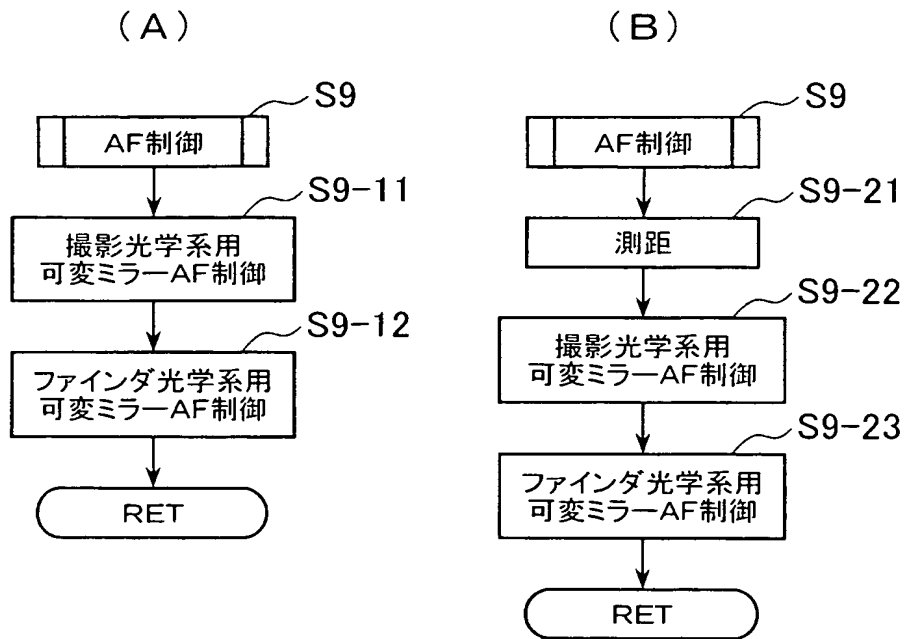 (A)
S9
AF制御
S9-11
撮影光学系用
可変ミラーAF制御
S9-12
ファインダ光学系用
可変ミラーAF制御
RET
(B)
S9
AF制御
S9-21
測距
S9-22
撮影光学系用
可変ミラーAF制御
S9-23
ファインダ光学系用
可変ミラーAF制御
RET